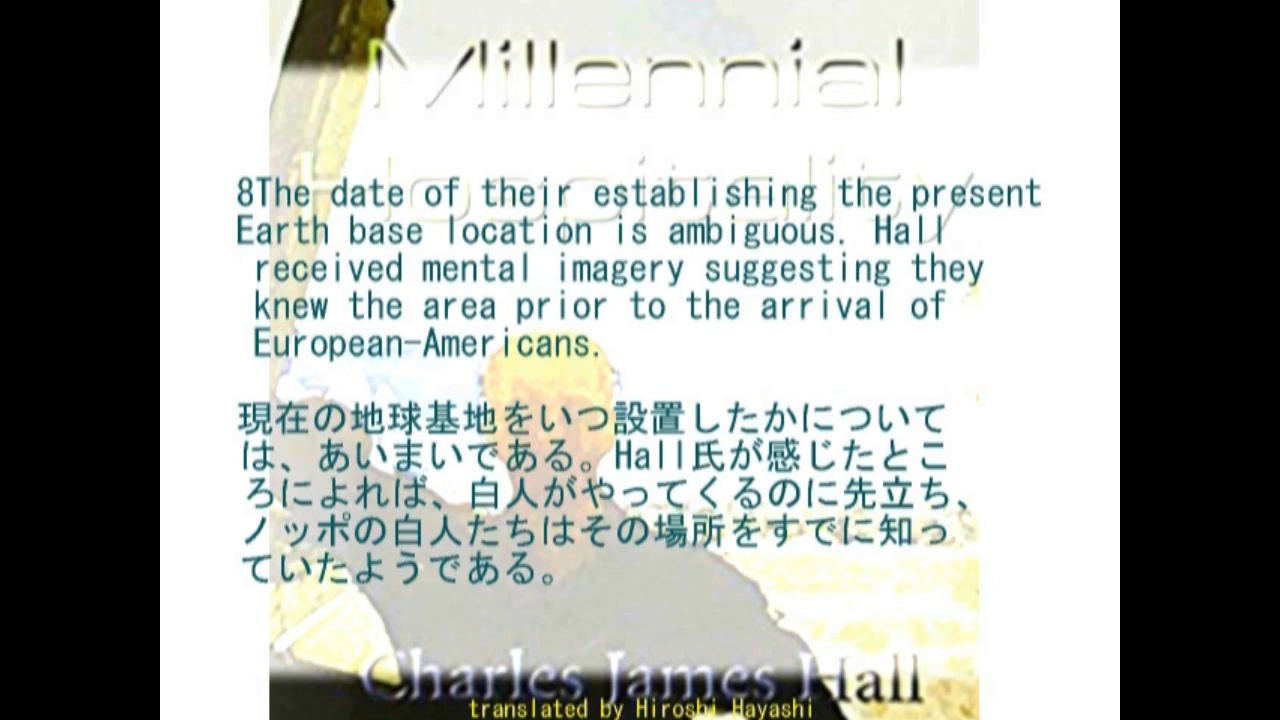 Millennial
Hospitality
8The date of their establishing the present
Earth base location is ambiguous. Hall
received mental imagery suggesting they
knew the area prior to the arrival of
European-Americans.
現在の地球基地をいつ設置したかについて
は、あいまいである。Hall氏が感じたとこ
ろによれば、白人がやってくるのに先立ち、
ノッポの白人たちはその場所をすでに知っ
ていたようである。
Charles James Hall
translated by Hiroshi Hayashi